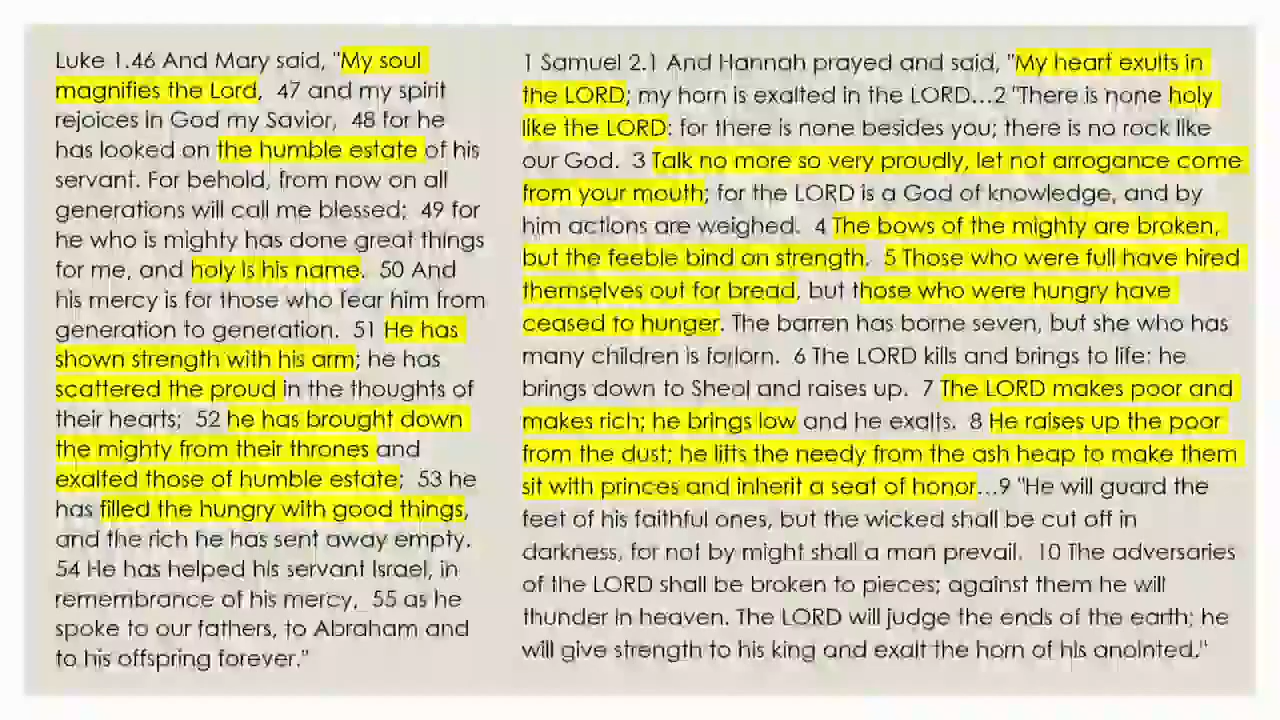 Luke 1.46 And Mary said, "My soul
magnifies the Lord, 47 and my spirit
rejoices in God my Savior, 48 for he
has looked on the humble estate of his
servant. For behold, from now on all
generations will call me blessed; 49 for
he who is mighty has done great things
for me, and holy is his name. 50 And
his mercy is for those who fear him from
generation to generation. 51 He has
shown strength with his arm; he has
scattered the proud in the thoughts of
their hearts; 52 he has brought down
the mighty from their thrones and
exalted those of humble estate; 53 he
has filled the hungry with good things,
and the rich he has sent away empty.
54 He has helped his servant Israel, in
remembrance of his mercy, 55 as he
spoke to our fathers, to Abraham and
to his offspring forever."
1 Samuel 2.1 And Hannah prayed and said, "My heart exults in
the LORD; my horn is exalted in the LORD...2 "There is none holy
like the LORD: for there is none besides you; there is no rock like
our God. 3 Talk no more so very proudly, let not arrogance come
from your mouth; for the LORD is a God of knowledge, and by
him actions are weighed. 4 The bows of the mighty are broken,
but the feeble bind on strength. 5 Those who were full have hired
themselves out for bread, but those who were hungry have
ceased to hunger. The barren has borne seven, but she who has
many children is forlorn. 6 The LORD kills and brings to life; he
brings down to Sheol and raises up. 7 The LORD makes poor and
makes rich; he brings low and he exalts. 8 He raises up the poor
from the dust; he lifts the needy from the ash heap to make them
sit with princes and inherit a seat of honor...9 "He will guard the
feet of his faithful ones, but the wicked shall be cut off in
darkness, for not by might shall a man prevail. 10 The adversaries
of the LORD shall be broken to pieces; against them he will
thunder in heaven. The LORD will judge the ends of the earth; he
will give strength to his king and exalt the horn of his anointed."